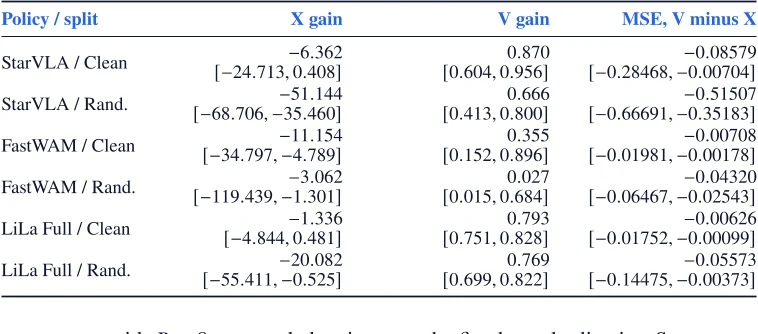 Policy / split X gain V gain MSE, V minus X
StarVLA / Clean −6.362 0.870 −0.08579
[−24.713, 0.408] [0.604, 0.956] [−0.28468, −0.00704]
StarVLA / Rand. −51.144 0.666 −0.51507
[−68.706, −35.460] [0.413, 0.800] [−0.66691, −0.35183]
FastWAM / Clean −11.154 0.355 −0.00708
[−34.797, −4.789] [0.152, 0.896] [−0.01981, −0.00178]
FastWAM / Rand. −3.062 0.027 −0.04320
[−119.439, −1.301] [0.015, 0.684] [−0.06467, −0.02543]
LiLa Full / Clean −1.336 0.793 −0.00626
[−4.844, 0.481] [0.751, 0.828] [−0.01752, −0.00099]
LiLa Full / Rand. −20.082 0.769 −0.05573
[−55.411, −0.525] [0.699, 0.822] [−0.14475, −0.00373]